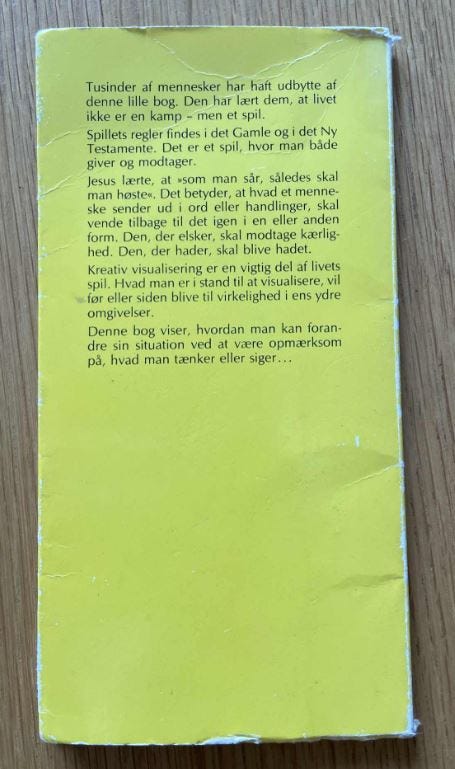 Tusinder af mennesker har haft udbytte af
denne lille bog. Den har lært dem, at livet
ikke er en kamp – men et spil.
Spillets regler findes i det Gamle og i det Ny
Testamente. Det er et spil, hvor man både
giver og modtager.
Jesus lærte, at »som man sår, således skal
man høste«. Det betyder, at hvad et menne-
ske sender ud i ord eller handlinger, skal
vende tilbage til det igen i en eller anden
form. Den, der elsker, skal modtage kærlig-
hed. Den, der hader, skal blive hadet.
Kreativ visualisering er en vigtig del af livets
spil. Hvad man er i stand til at visualisere, vil
før eller siden blive til virkelighed i ens ydre
omgivelser.
Denne bog viser, hvordan man kan foran-
dre sin situation ved at være opmærksom
på, hvad man tænker eller siger...